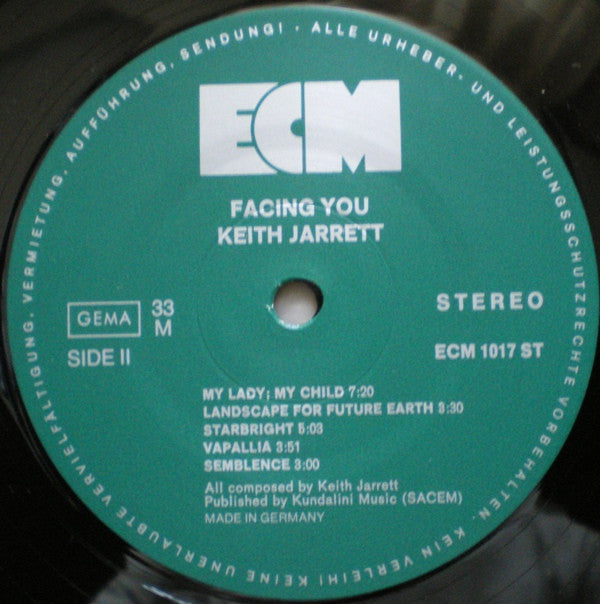 ECM
FACING YOU
KEITH JARRETT
GEMA
33
M
STEREO
SIDE II
ECM 1017 ST
MY LADY; MY CHILD 7:20
LANDSCAPE FOR FUTURE EARTH 3:30
STARBRIGHT 5:03
VAPALLIA 3:51
SEMBLENCE 3:00
All composed by Keith Jarrett
Published by Kundalini Music (SACEM)
MADE IN GERMANY
ALLE URHEBER- UND LEISTUNGSSCHUTZRECHTE VORBEHALTEN. KEIN VERLEIH! KEINE UNERLAUBTE VERVIELFÄLTIGUNG, VERMIETUNG, AUFFÜHRUNG, SENDUNG! ·